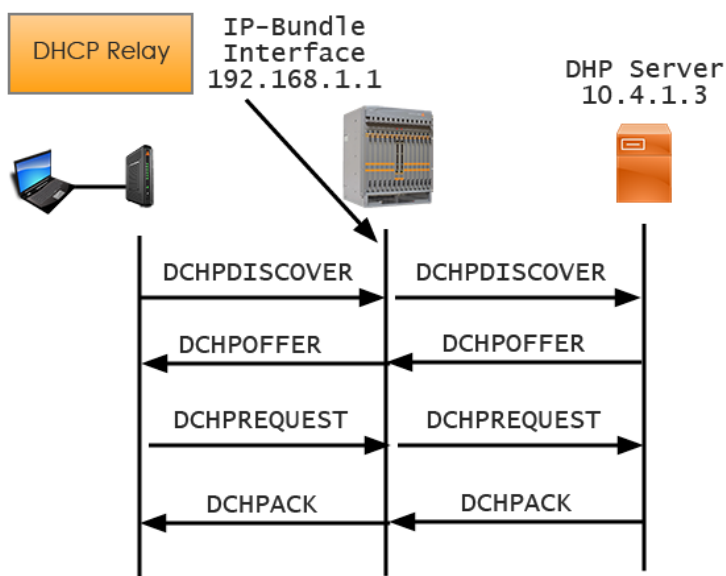 DHCP Relay
IP-Bundle
Interface
192.168.1.1
DHP Server
10.4.1.3
DCHPDISCOVER
DCHPDISCOVER
DCHPOFFER
DCHPOFFER
DCHPREQUEST
DCHPREQUEST
DCHPACK
DCHPACK